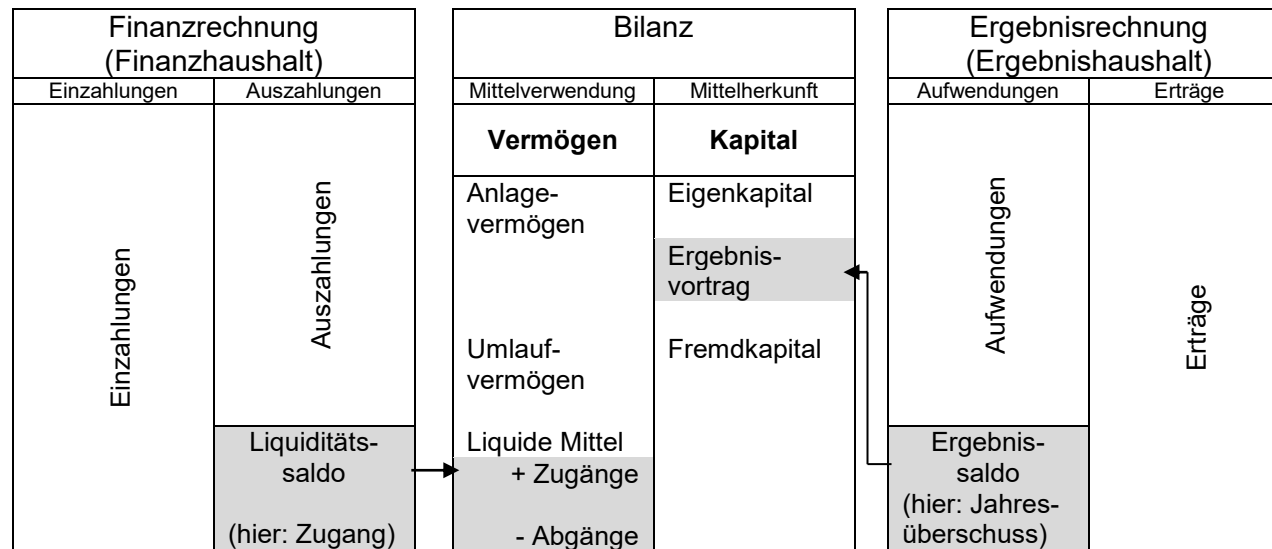 Finanzrechnung
(Finanzhaushalt)
Einzahlungen
Auszahlungen
Einzahlungen
Auszahlungen
Liquiditäts-
saldo
(hier: Zugang)
Bilanz
Mittelverwendung
Mittelherkunft
Vermögen
Kapital
Anlage-
vermögen
Umlauf-
vermögen
Liquide Mittel
+ Zugänge
- Abgänge
Eigenkapital
Ergebnis-
vortrag
Fremdkapital
Ergebnisrechnung
(Ergebnishaushalt)
Aufwendungen
Erträge
Aufwendungen
Ergebnis-
saldo
(hier: Jahres-
überschuss)
Erträge